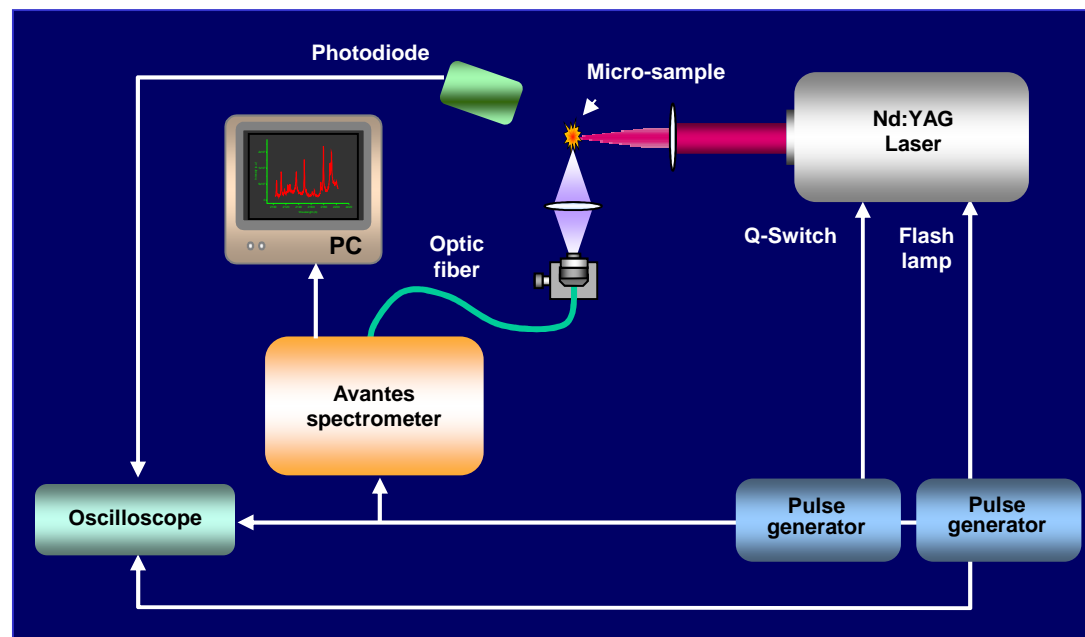 Photodiode
Micro-sample
Nd:YAG
Laser
PC
Optic
fiber
Q-Switch
Flash
lamp
Avantes
spectrometer
Oscilloscope
Pulse
generator
Pulse
generator